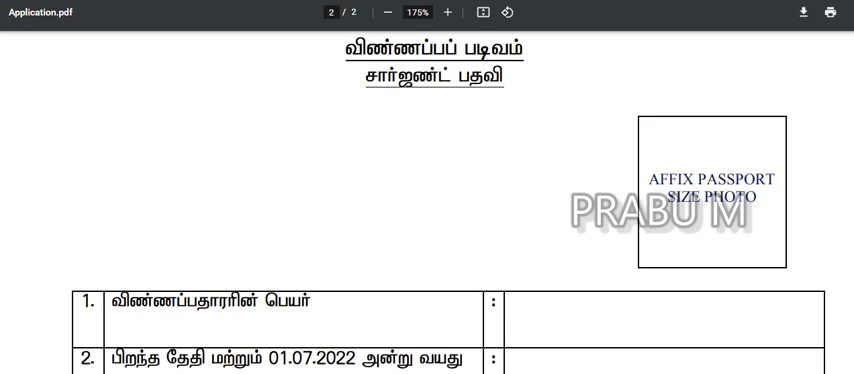 Application.pdf 2 / 2 175%
விண்ணப்பப் படிவம்
சார்ஜண்ட் பதவி
AFFIX PASSPORT
SIZE PHOTO
PRABU M
1. விண்ணப்பதாரரின் பெயர் :
2. பிறந்த தேதி மற்றும் 01.07.2022 அன்று வயது :